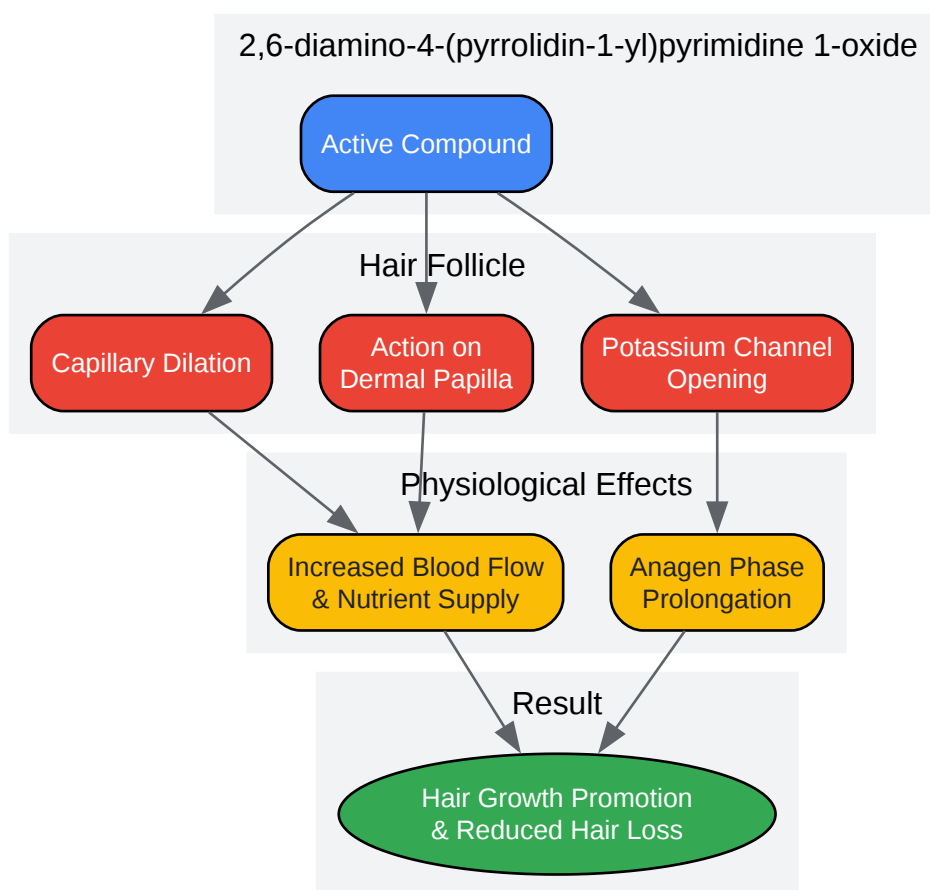 2,6-diamino-4-(pyrrolidin-1-yl)pyrimidine 1-oxide
Active Compound
Hair Follicle
Capillary Dilation
Action on
Dermal Papilla
Potassium Channel
Opening
Physiological Effects
Increased Blood Flow
& Nutrient Supply
Anagen Phase
Prolongation
Result
Hair Growth Promotion
& Reduced Hair Loss